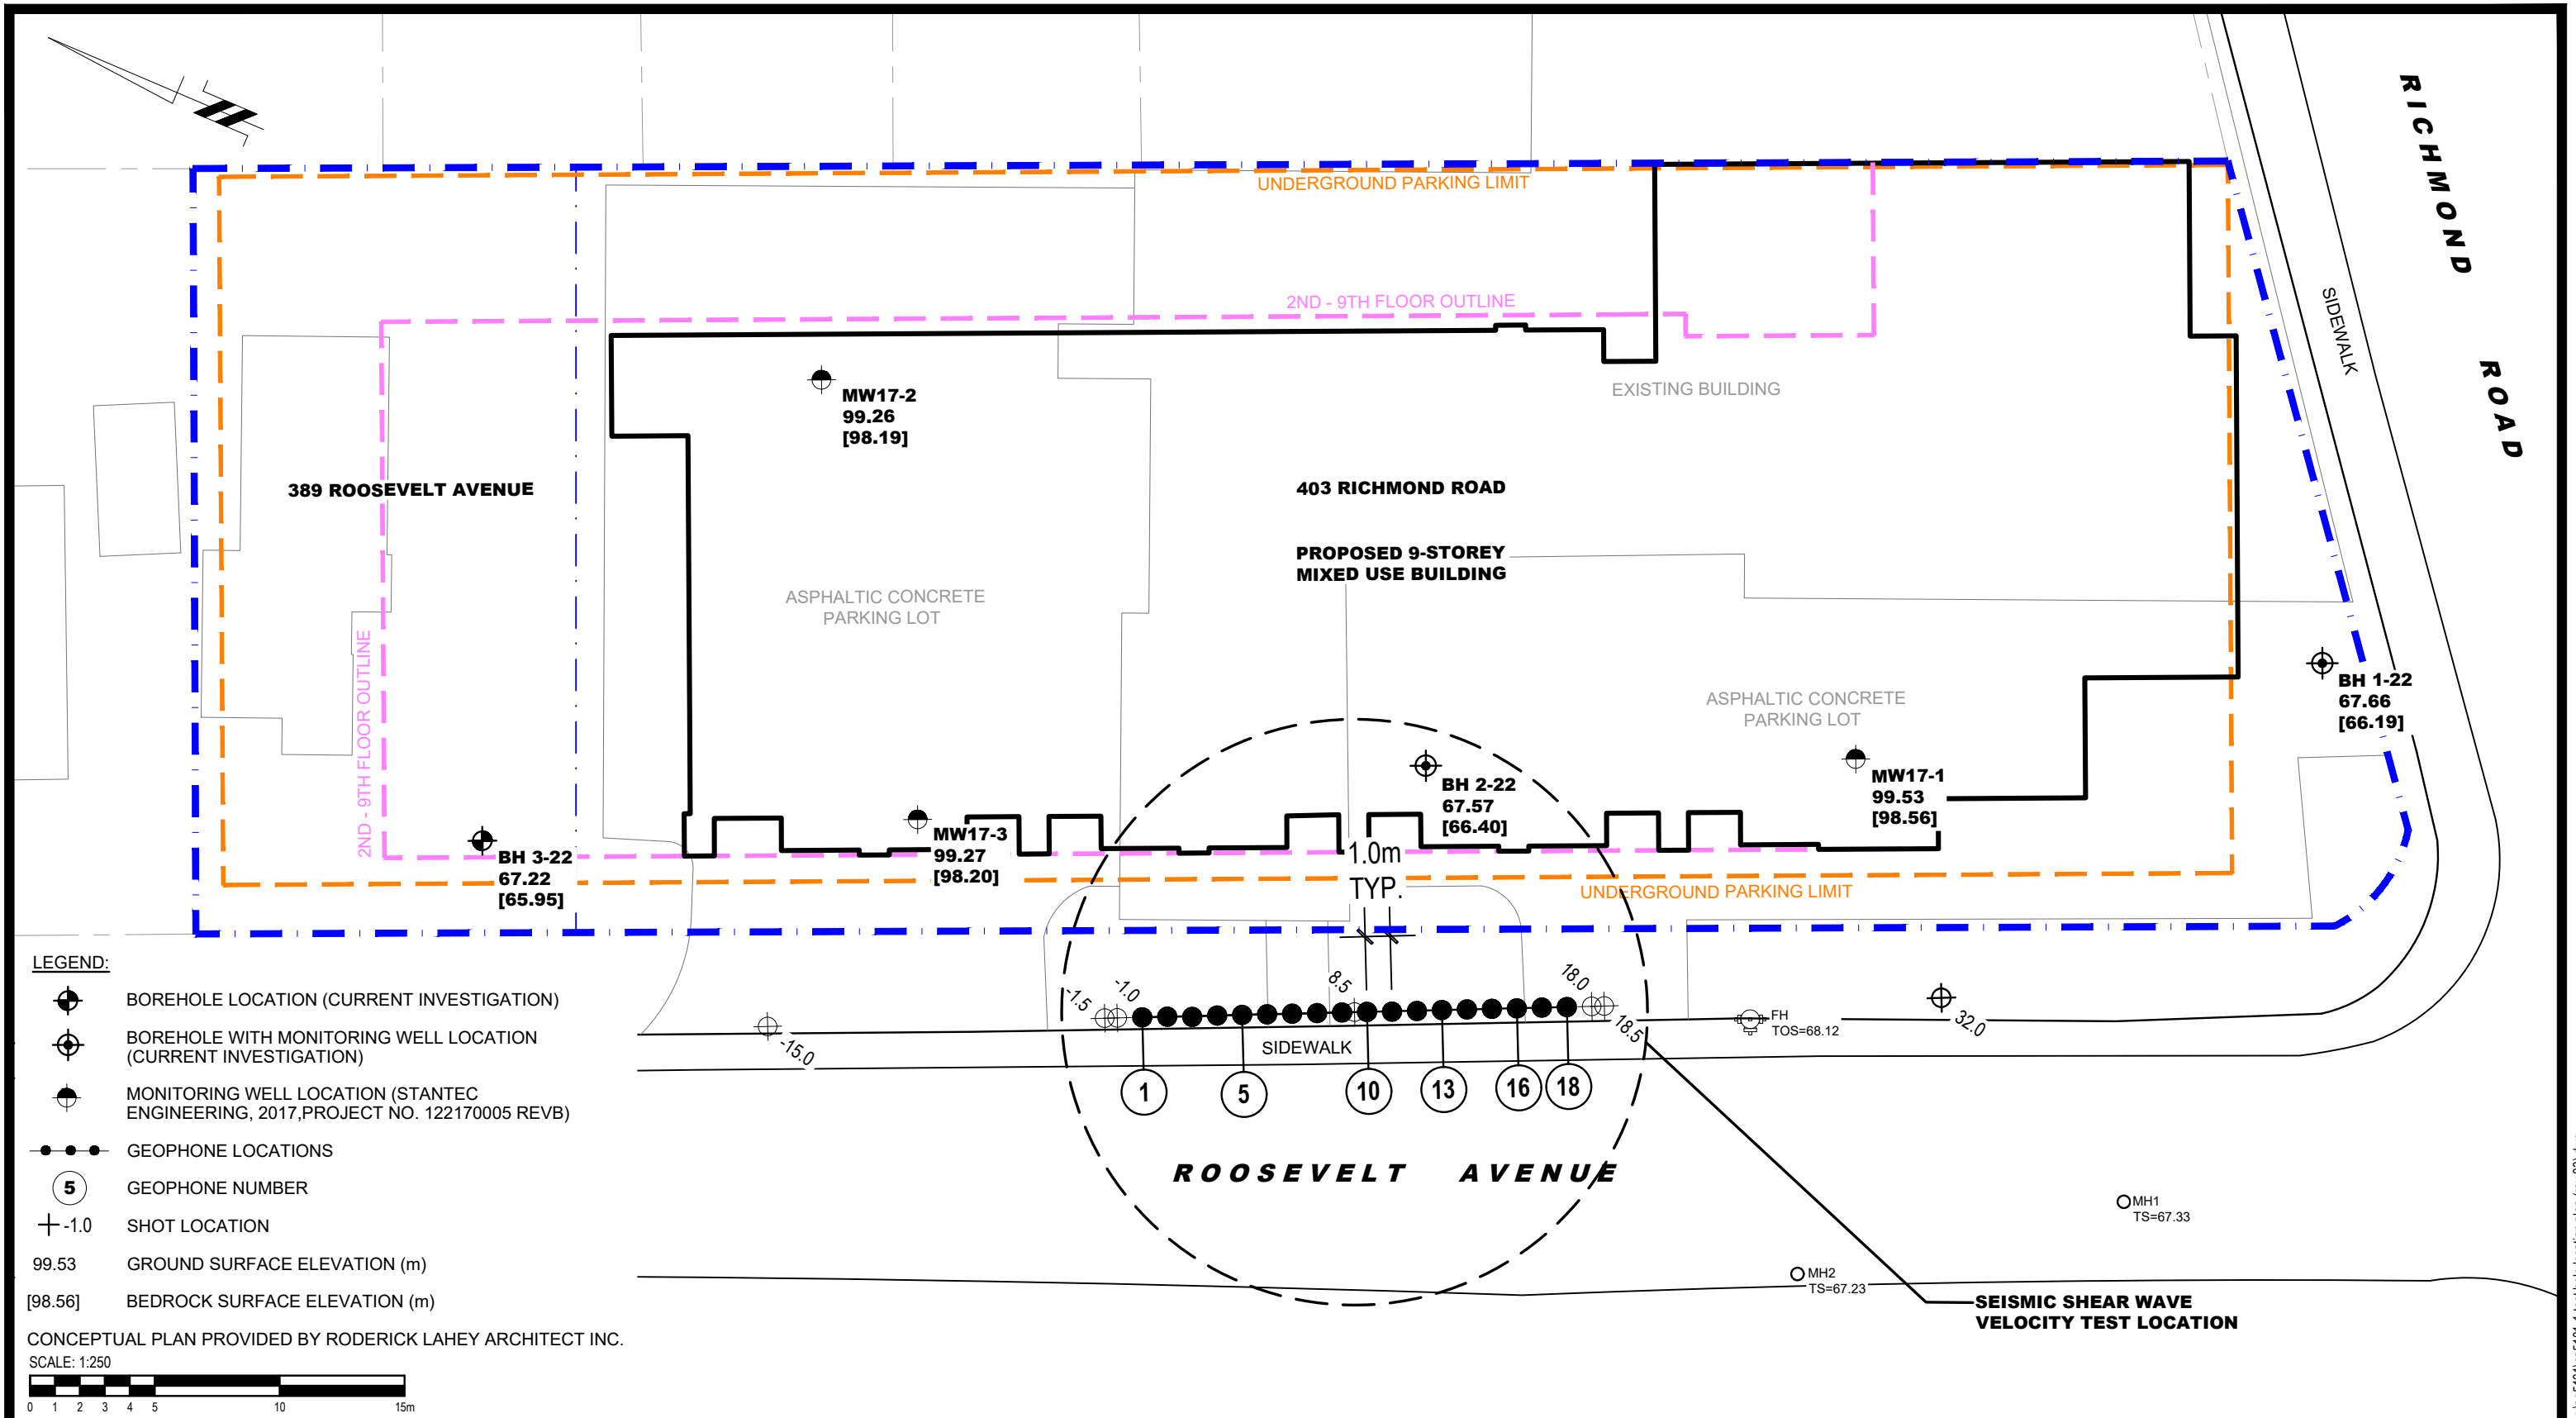 RICHMOND ROAD
SIDEWALK
UNDERGROUND PARKING LIMIT
2ND - 9TH FLOOR OUTLINE
EXISTING BUILDING
MW17-2
99.26
[98.19]
389 ROOSEVELT AVENUE
403 RICHMOND ROAD
PROPOSED 9-STOREY
MIXED USE BUILDING
ASPHALTIC CONCRETE
PARKING LOT
2ND - 9TH FLOOR OUTLINE
ASPHALTIC CONCRETE
PARKING LOT
BH 1-22
67.66
[66.19]
BH 2-22
67.57
[66.40]
MW17-1
99.53
[98.56]
MW17-3
99.27
[98.20]
BH 3-22
67.22
[65.95]
1.0m
TYP.
UNDERGROUND PARKING LIMIT
-15.0
-1.5
-1.0
8.5
18.0
18.5
32.0
FH
TOS=68.12
SIDEWALK
1
5
10
13
16
18
ROOSEVELT AVENUE
MH1
TS=67.33
MH2
TS=67.23
SEISMIC SHEAR WAVE
VELOCITY TEST LOCATION
LEGEND:
BOREHOLE LOCATION (CURRENT INVESTIGATION)
BOREHOLE WITH MONITORING WELL LOCATION
(CURRENT INVESTIGATION)
MONITORING WELL LOCATION (STANTEC
ENGINEERING, 2017,PROJECT NO. 122170005 REVB)
GEOPHONE LOCATIONS
5 GEOPHONE NUMBER
-1.0 SHOT LOCATION
99.53 GROUND SURFACE ELEVATION (m)
[98.56] BEDROCK SURFACE ELEVATION (m)
CONCEPTUAL PLAN PROVIDED BY RODERICK LAHEY ARCHITECT INC.
SCALE: 1:250
0 1 2 3 4 5 10 15m